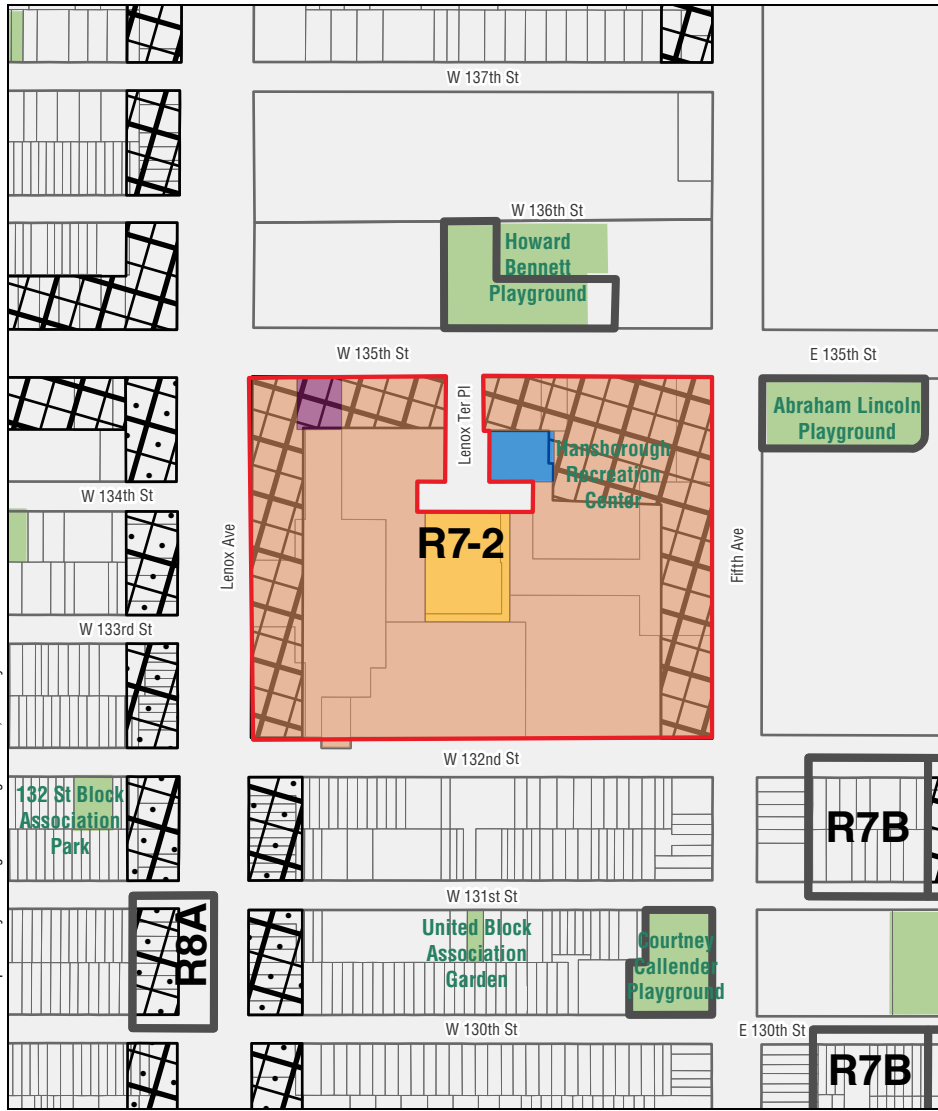 W 137th St
W 136th St
Howard
Bennett
Playground
W 135th St
E 135th St
Lenox Ter Pl
Abraham Lincoln
Playground
Hansborough
Recreation
Center
W 134th St
R7-2
Lenox Ave
Fifth Ave
W 133rd St
W 132nd St
132 St Block
Association
Park
R7B
W 131st St
R8A
United Block
Association
Garden
Courtney
Callender
Playground
W 130th St
E 130th St
R7B